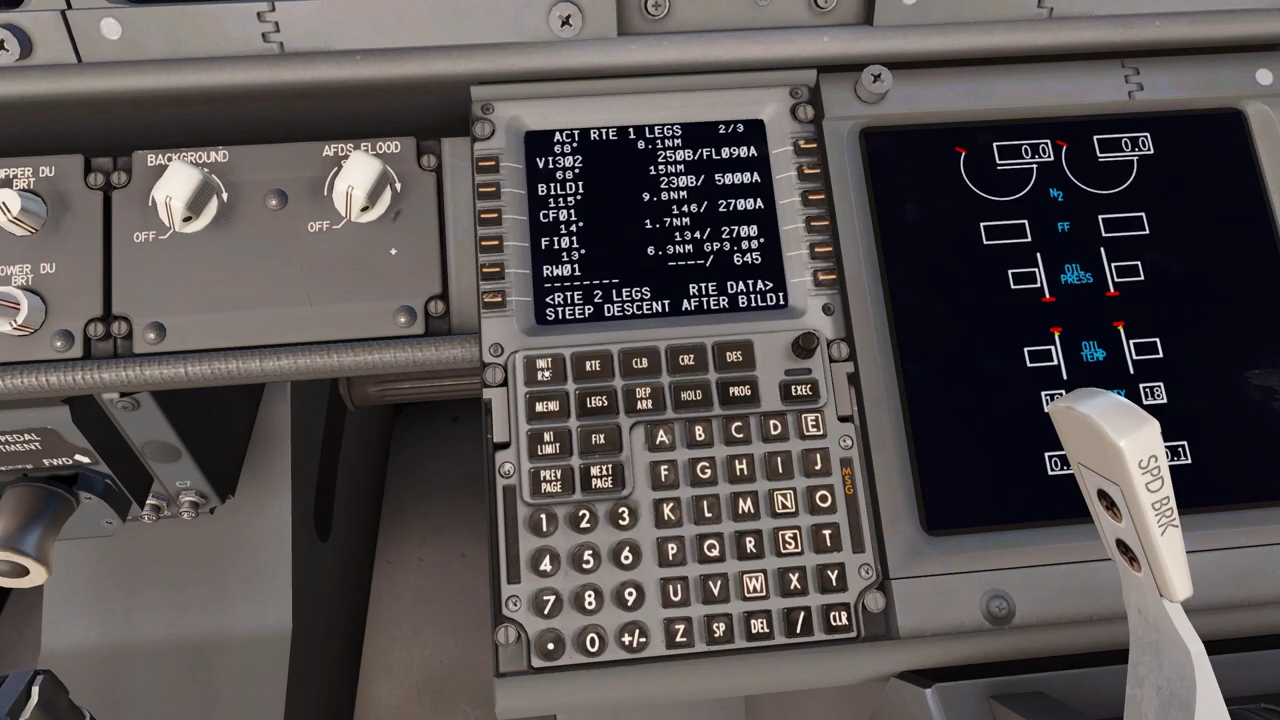 UPPER DU
BRT
OWER DU
BRT
BACKGROUND
OFF
AFDS FLOOD
OFF
ACT RTE 1 LEGS 2/3
68° 8.1NM
VI302 250B/FL090A
68° 15NM
BILDI 230B/ 5000A
115° 9.8NM
CF01 146/ 2700A
14° 1.7NM
FI01 134/ 2700
13° 6.3NM GP3.00°
RW01 ----/ 645
--------
<RTE 2 LEGS RTE DATA>
STEEP DESCENT AFTER BILDI
INIT
REF
RTE
CLB
CRZ
DES
MENU
LEGS
DEP
ARR
HOLD
PROG
EXEC
N1
LIMIT
FIX
PREV
PAGE
NEXT
PAGE
A B C D E
F G H I J
K L M N O
P Q R S T
U V W X Y
Z SP DEL / CLR
1 2 3
4 5 6
7 8 9
. 0 +/-
MSG
0.0 0.0
N2
FF
OIL
PRESS
OIL
TEMP
18
0.1
SPD BRK
PEDAL
FWD